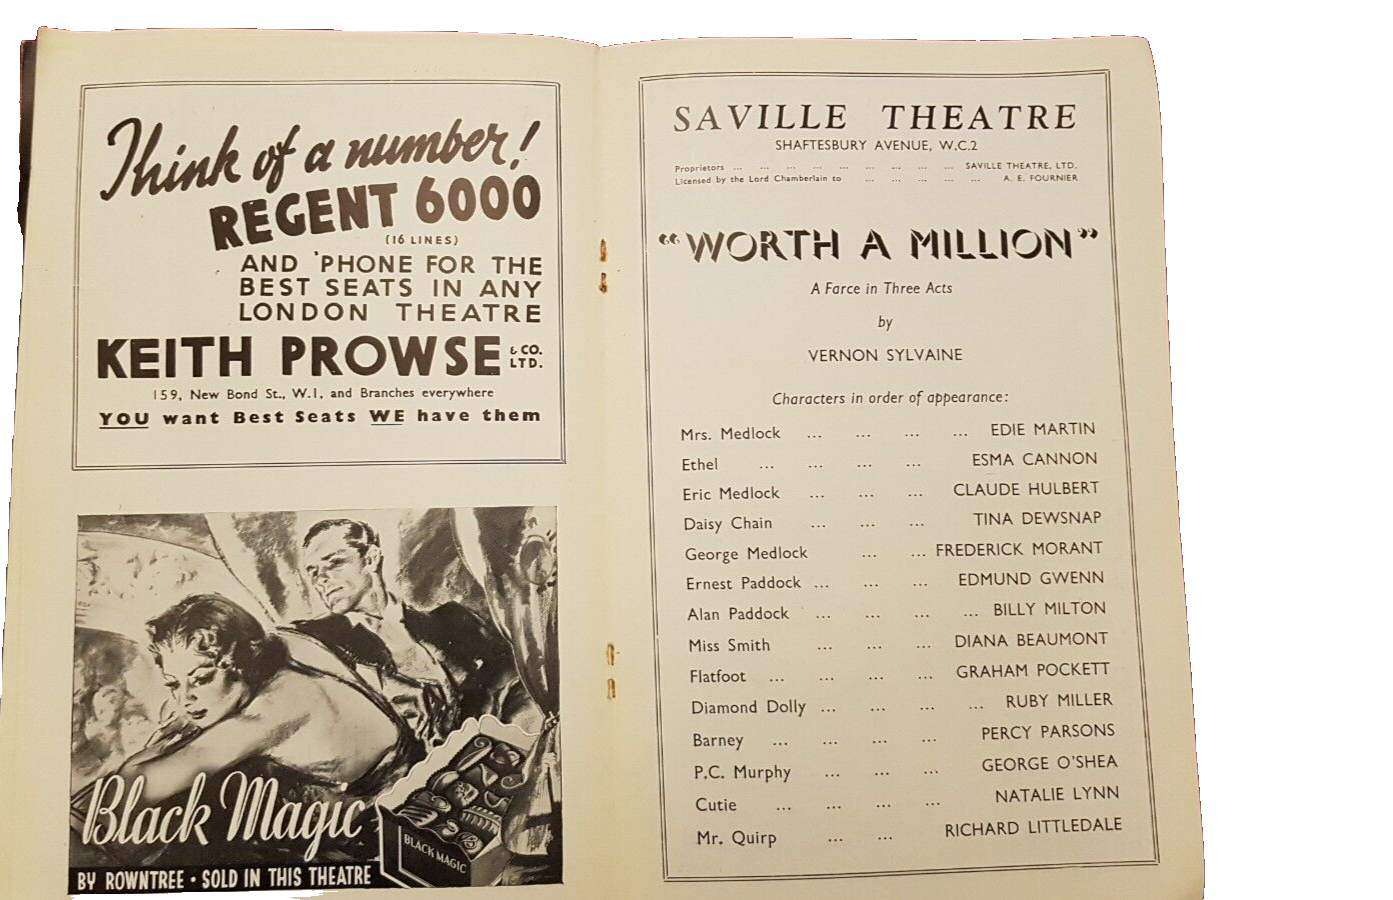 Think of a number!
REGENT 6000
(16 LINES)
AND 'PHONE FOR THE
BEST SEATS IN ANY
LONDON THEATRE
KEITH PROWSE & CO. LTD.
159, New Bond St., W.1, and Branches everywhere
YOU want Best Seats WE have them
Black Magic
BLACK MAGIC
BY ROWNTREE · SOLD IN THIS THEATRE
SAVILLE THEATRE
SHAFTESBURY AVENUE, W.C.2
Proprietors ... ... ... ... ... ... ... ... SAVILLE THEATRE, LTD.
Licensed by the Lord Chamberlain to ... ... ... ... ... A. E. FOURNIER
"WORTH A MILLION"
A Farce in Three Acts
by
VERNON SYLVAINE
Characters in order of appearance:
Mrs. Medlock ... ... ... ... EDIE MARTIN
Ethel ... ... ... ... ESMA CANNON
Eric Medlock ... ... ... CLAUDE HULBERT
Daisy Chain ... ... ... TINA DEWSNAP
George Medlock ... ... FREDERICK MORANT
Ernest Paddock ... ... ... EDMUND GWENN
Alan Paddock ... ... ... ... BILLY MILTON
Miss Smith ... ... ... DIANA BEAUMONT
Flatfoot ... ... ... ... GRAHAM POCKETT
Diamond Dolly ... ... ... ... RUBY MILLER
Barney ... ... ... ... PERCY PARSONS
P.C. Murphy ... ... ... GEORGE O'SHEA
Cutie ... ... ... ... NATALIE LYNN
Mr. Quirp ... ... RICHARD LITTLEDALE